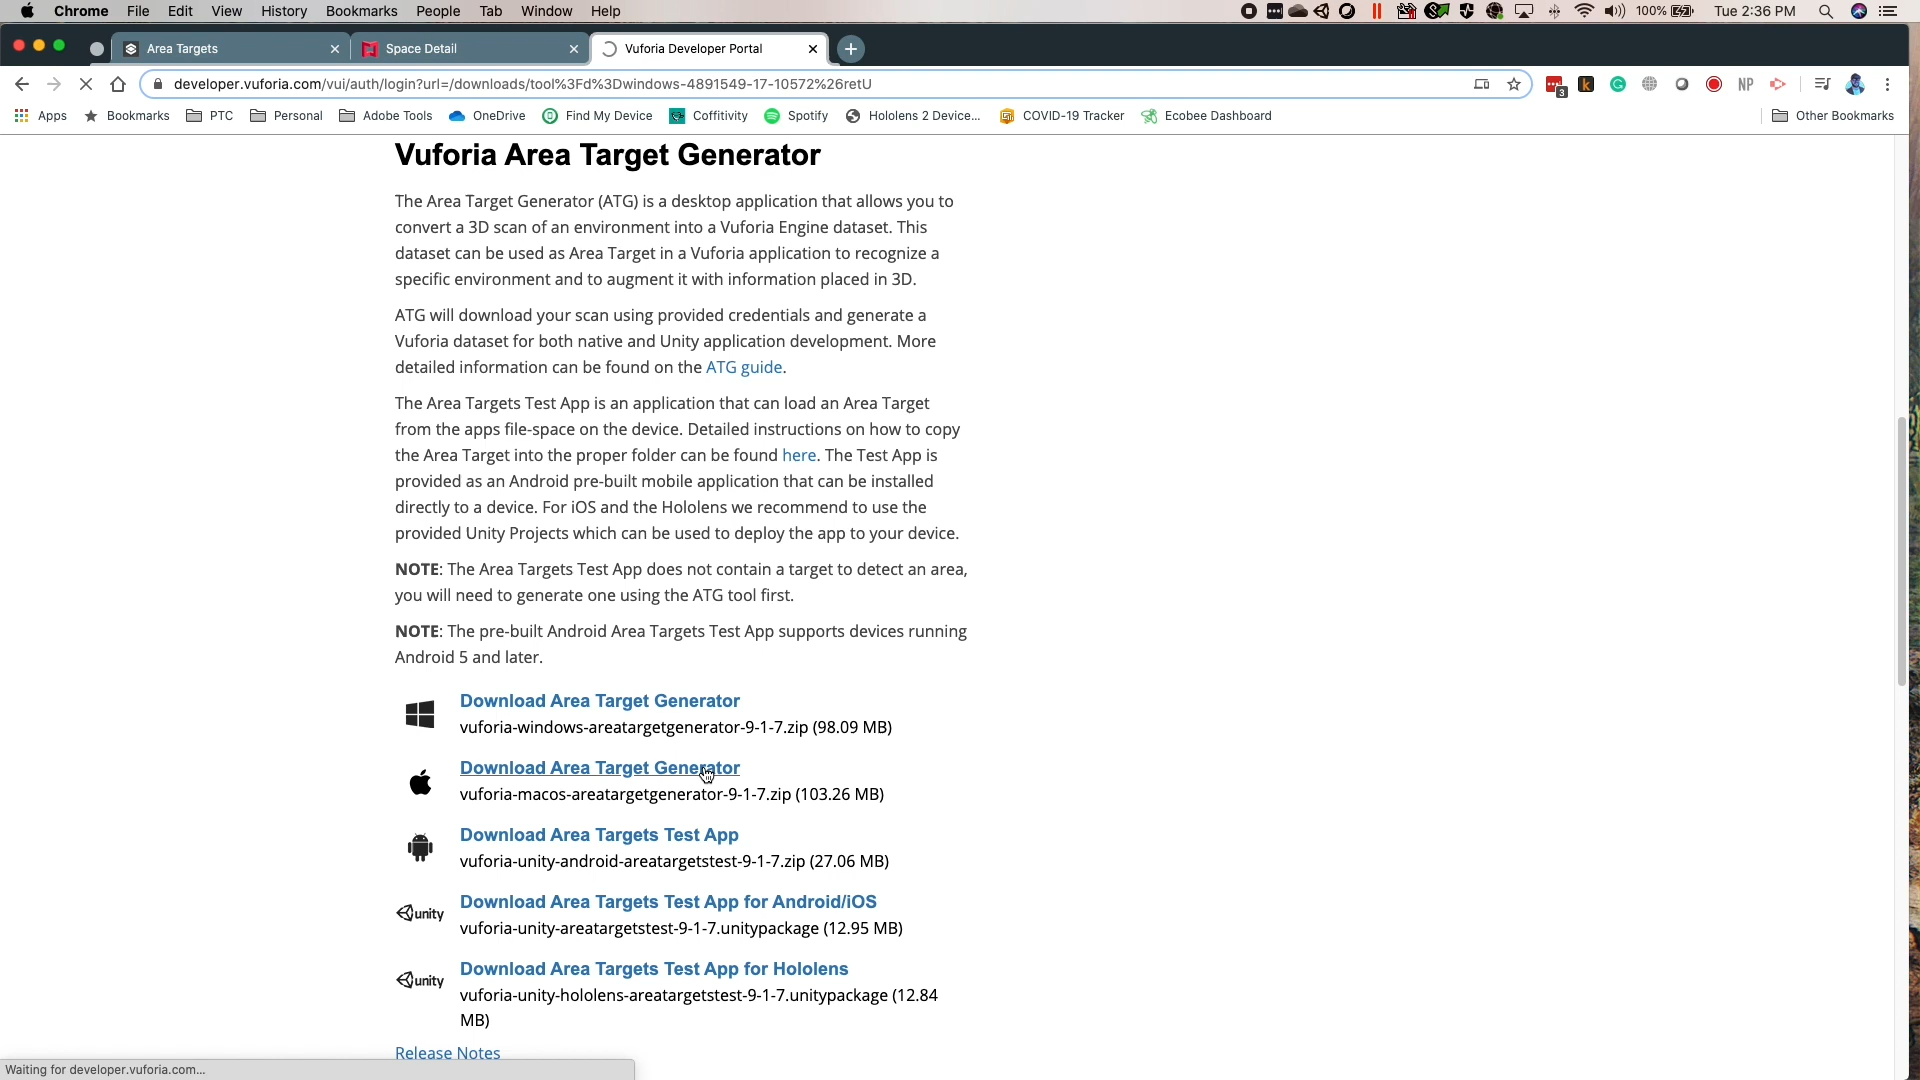 Chrome File Edit View History Bookmarks People Tab Window Help 100% Tue 2:36 PM
Area Targets Space Detail Vuforia Developer Portal
developer.vuforia.com/vui/auth/login?url=/downloads/tool%3Fd%3Dwindows-4891549-17-10572%26retU 3 NP
Apps Bookmarks PTC Personal Adobe Tools OneDrive Find My Device Coffitivity Spotify Hololens 2 Device... COVID-19 Tracker Ecobee Dashboard Other Bookmarks
Vuforia Area Target Generator
The Area Target Generator (ATG) is a desktop application that allows you to
convert a 3D scan of an environment into a Vuforia Engine dataset. This
dataset can be used as Area Target in a Vuforia application to recognize a
specific environment and to augment it with information placed in 3D.
ATG will download your scan using provided credentials and generate a
Vuforia dataset for both native and Unity application development. More
detailed information can be found on the ATG guide.
The Area Targets Test App is an application that can load an Area Target
from the apps file-space on the device. Detailed instructions on how to copy
the Area Target into the proper folder can be found here. The Test App is
provided as an Android pre-built mobile application that can be installed
directly to a device. For iOS and the Hololens we recommend to use the
provided Unity Projects which can be used to deploy the app to your device.
NOTE: The Area Targets Test App does not contain a target to detect an area,
you will need to generate one using the ATG tool first.
NOTE: The pre-built Android Area Targets Test App supports devices running
Android 5 and later.
Download Area Target Generator
vuforia-windows-areatargetgenerator-9-1-7.zip (98.09 MB)
Download Area Target Generator
vuforia-macos-areatargetgenerator-9-1-7.zip (103.26 MB)
Download Area Targets Test App
vuforia-unity-android-areatargetstest-9-1-7.zip (27.06 MB)
unity Download Area Targets Test App for Android/iOS
vuforia-unity-areatargetstest-9-1-7.unitypackage (12.95 MB)
unity Download Area Targets Test App for Hololens
vuforia-unity-hololens-areatargetstest-9-1-7.unitypackage (12.84
MB)
Release Notes
Waiting for developer.vuforia.com...